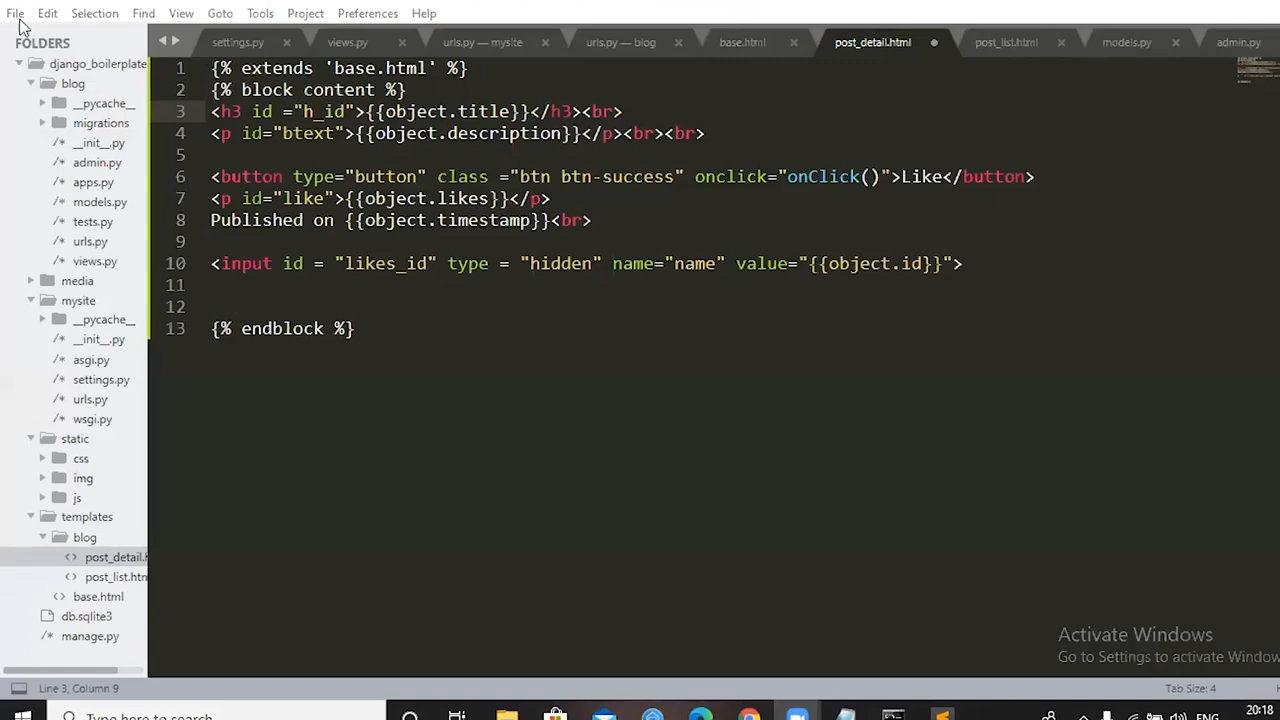 File Edit Selection Find View Goto Tools Project Preferences Help
FOLDERS
django_boilerplate
blog
__pycache__
migrations
__init__.py
admin.py
apps.py
models.py
tests.py
urls.py
views.py
media
mysite
__pycache__
__init__.py
asgi.py
settings.py
urls.py
wsgi.py
static
css
img
js
templates
blog
post_detail.h
post_list.htm
base.html
db.sqlite3
manage.py
settings.py × views.py × urls.py — mysite × urls.py — blog × base.html × post_detail.html post_list.html × models.py × admin.py
1 {% extends 'base.html' %}
2 {% block content %}
3 <h3 id ="h_id">{{object.title}}</h3><br>
4 <p id="btext">{{object.description}}</p><br><br>
5
6 <button type="button" class ="btn btn-success" onclick="onClick()">Like</button>
7 <p id="like">{{object.likes}}</p>
8 Published on {{object.timestamp}}<br>
9
10 <input id = "likes_id" type = "hidden" name="name" value="{{object.id}}">
11
12
13 {% endblock %}
Activate Windows
Go to Settings to activate Window
Line 3, Column 9
Tab Size: 4
Type here to search
20:18